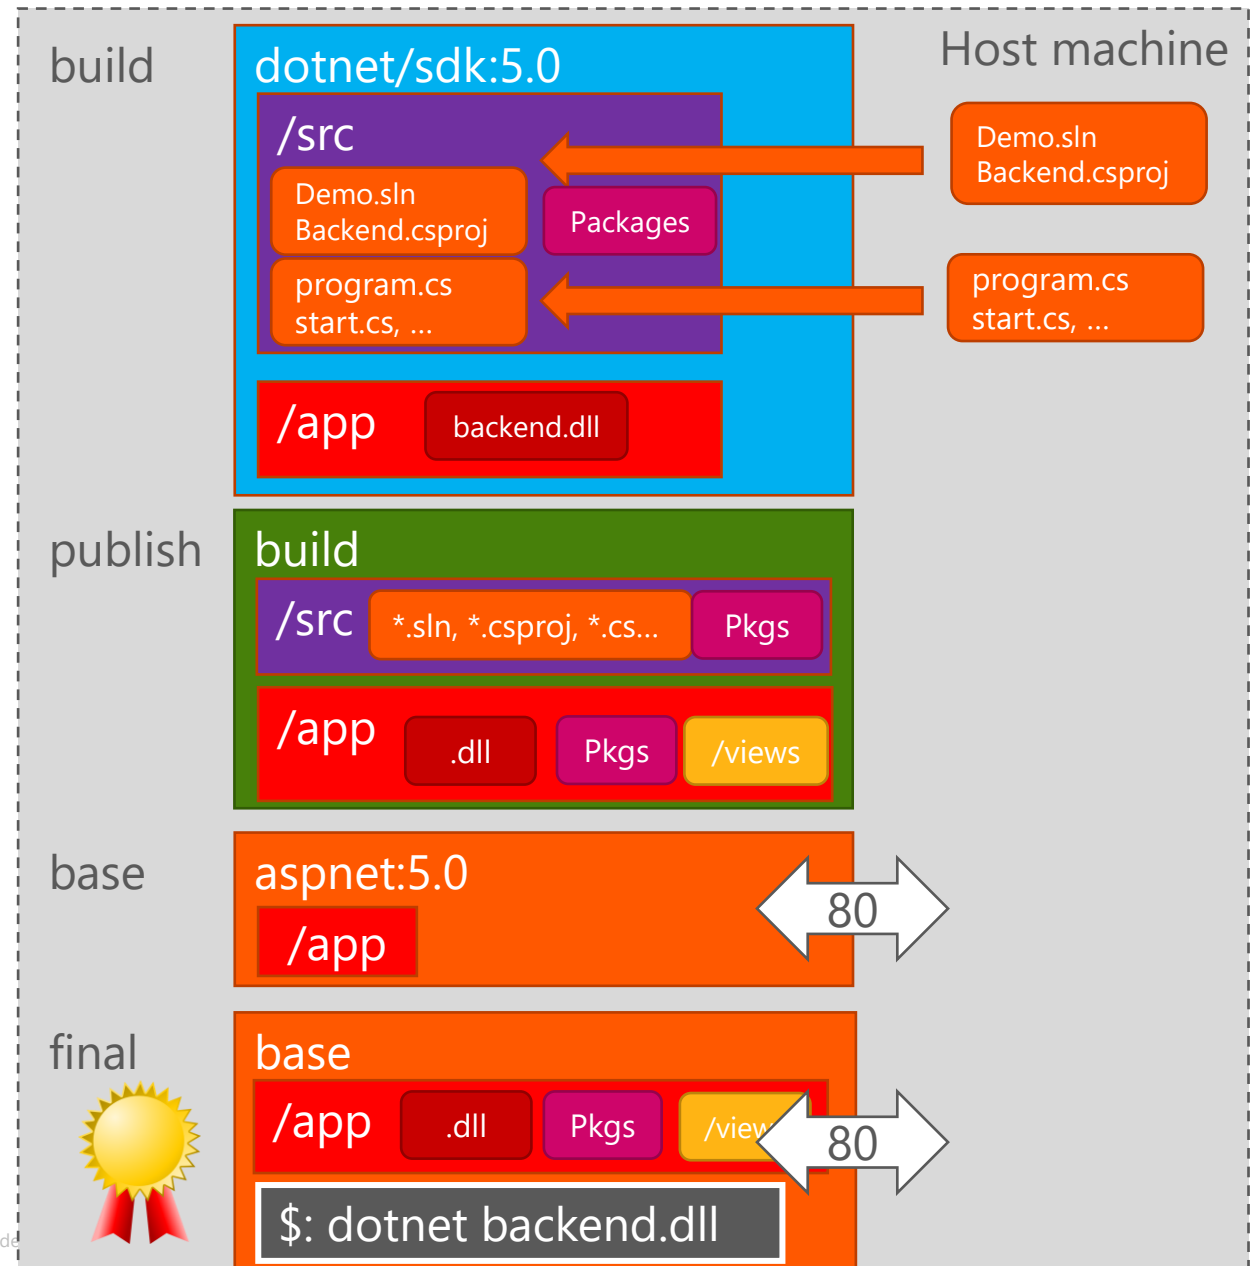 Host machine
build
dotnet/sdk:5.0
/src
Demo.sln
Backend.csproj
Packages
program.cs
start.cs, ...
Demo.sln
Backend.csproj
program.cs
start.cs, ...
/app
backend.dll
publish
build
/src
*.sln, *.csproj, *.cs...
Pkgs
/app
.dll
Pkgs
/views
base
aspnet:5.0
80
/app
final
base
/app
.dll
Pkgs
/view
80
$: dotnet backend.dll